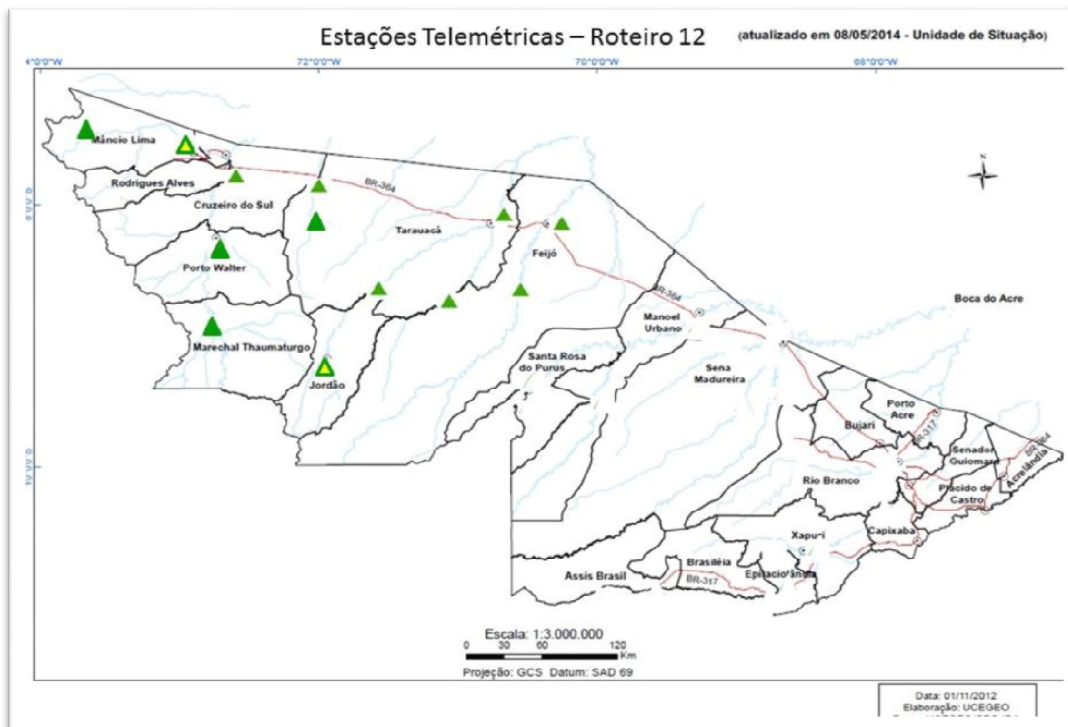 Estações Telemétricas – Roteiro 12
(atualizado em 08/05/2014 - Unidade de Situação)
72°0'0"W
70°0'0"W
68°0'0"W
Mâncio Lima
Rodrigues Alves
Cruzeiro do Sul
BR-364
Tarauacá
Feijó
Porto Walter
BR-364
Boca do Acre
Manoel
Urbano
Marechal Thaumaturgo
Santa Rosa
do Purus
Jordão
Sena
Madureira
Porto
Acre
Bujari
BR-317
Senador
Guiomard
BR-364
Acrelândia
Plácido de
Castro
Rio Branco
Xapuri
Capixaba
Brasiléia
Epitaciolândia
Assis Brasil
BR-317
Escala: 1:3.000.000
0 30 60 120
Km
Projeção: GCS Datum: SAD 69
Data: 01/11/2012
Elaboração: UCEGEO